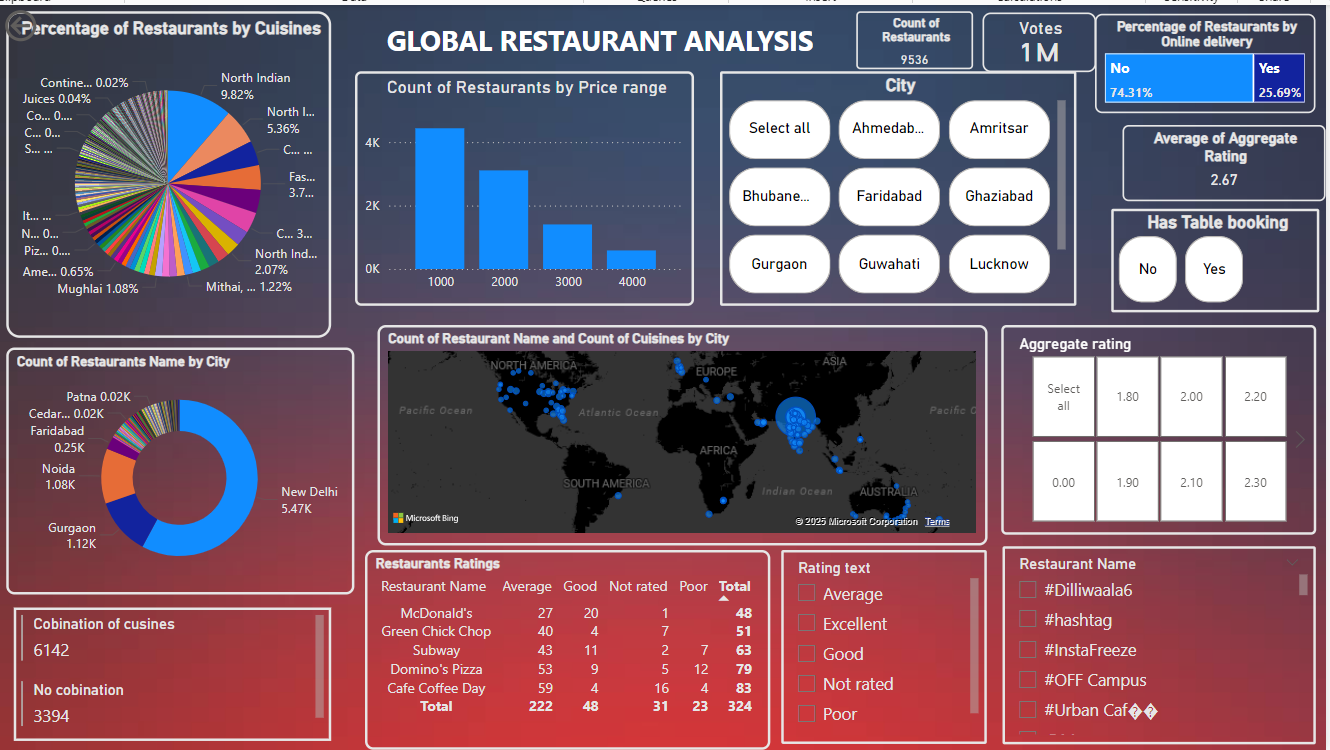 Percentage of Restaurants by Cuisines
Contine... 0.02%
Juices 0.04%
Co... 0....
C... 0...
S... ...
It... ...
N... 0...
Piz... 0....
Ame... 0.65%
Mughlai 1.08%
North Indian
9.82%
North I...
5.36%
C... ...
Fas...
3.7...
C... 3...
North Ind...
2.07%
Mithai, ... 1.22%
GLOBAL RESTAURANT ANALYSIS
Count of
Restaurants
9536
Votes
1M
Percentage of Restaurants by
Online delivery
No
74.31%
Yes
25.69%
Count of Restaurants by Price range
4K
2K
0K
1000 2000 3000 4000
City
Select all Ahmedab... Amritsar
Bhubane... Faridabad Ghaziabad
Gurgaon Guwahati Lucknow
Average of Aggregate
Rating
2.67
Has Table booking
No Yes
Count of Restaurants Name by City
Patna 0.02K
Cedar... 0.02K
Faridabad
0.25K
Noida
1.08K
Gurgaon
1.12K
New Delhi
5.47K
Count of Restaurant Name and Count of Cuisines by City
NORTH AMERICA
EUROPE
ASIA
Pacific Ocean
Atlantic Ocean
Pacific O
AFRICA
SOUTH AMERICA
Indian Ocean
AUSTRALIA
Microsoft Bing
© 2025 Microsoft Corporation Terms
Aggregate rating
Select
all
1.80 2.00 2.20
0.00 1.90 2.10 2.30
Cobination of cusines
6142
No cobination
3394
Restaurants Ratings
Restaurant Name Average Good Not rated Poor Total
McDonald's 27 20 1 48
Green Chick Chop 40 4 7 51
Subway 43 11 2 7 63
Domino's Pizza 53 9 5 12 79
Cafe Coffee Day 59 4 16 4 83
Total 222 48 31 23 324
Rating text
Average
Excellent
Good
Not rated
Poor
Restaurant Name
#Dilliwaala6
#hashtag
#InstaFreeze
#OFF Campus
#Urban Caf��